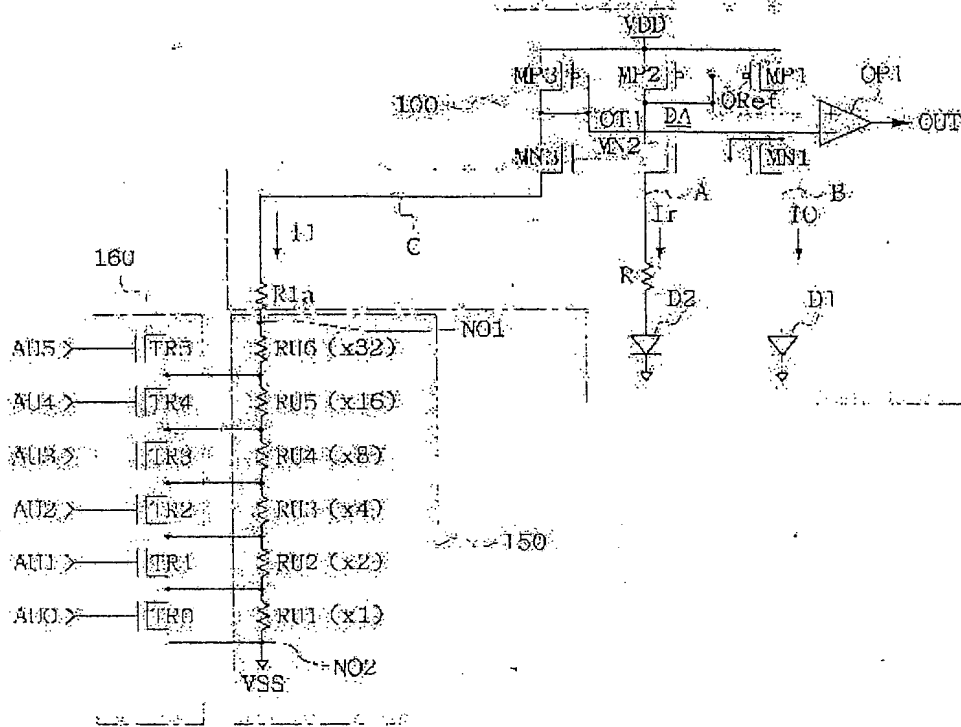 VDD
MP3 MP2 MP1 OP1
100 ORef
OT1 DA OUT
MN3 MN2 MN1
A B
I1 C Ir IO
160 R
R1a D2 D1
NO1
AU5 TR5 RU6 (x32)
AU4 TR4 RU5 (x16)
AU3 TR3 RU4 (x8)
AU2 TR2 RU3 (x4)
150
AU1 TR1 RU2 (x2)
AU0 TR0 RU1 (x1)
NO2
VSS